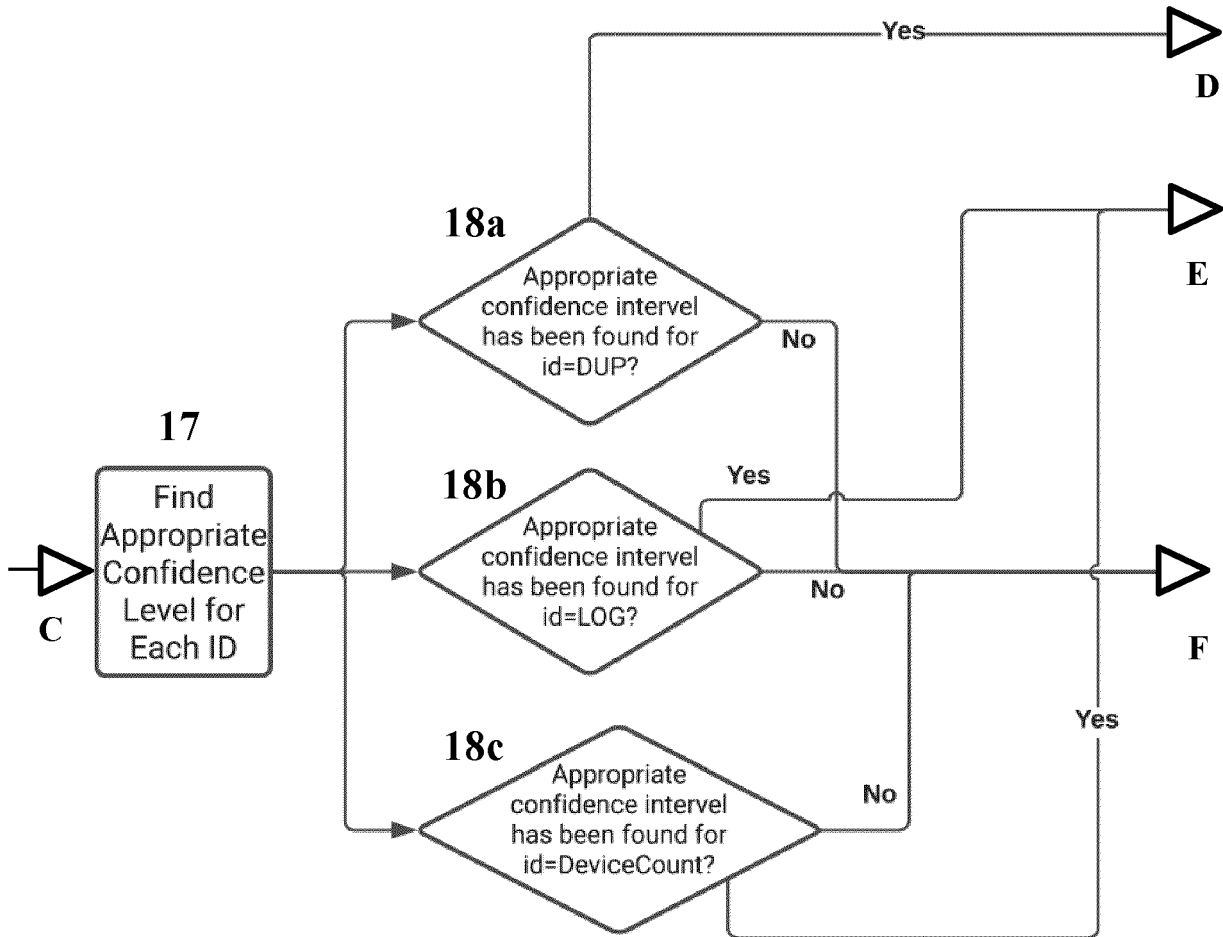 Yes
D
18a
E
Appropriate
confidence intervel
has been found for
id=DUP?
No
17
18b
Yes
Find
Appropriate
Confidence
Level for
Each ID
Appropriate
confidence intervel
has been found for
id=LOG?
No
C
F
18c
Yes
Appropriate
confidence intervel
has been found for
id=DeviceCount?
No